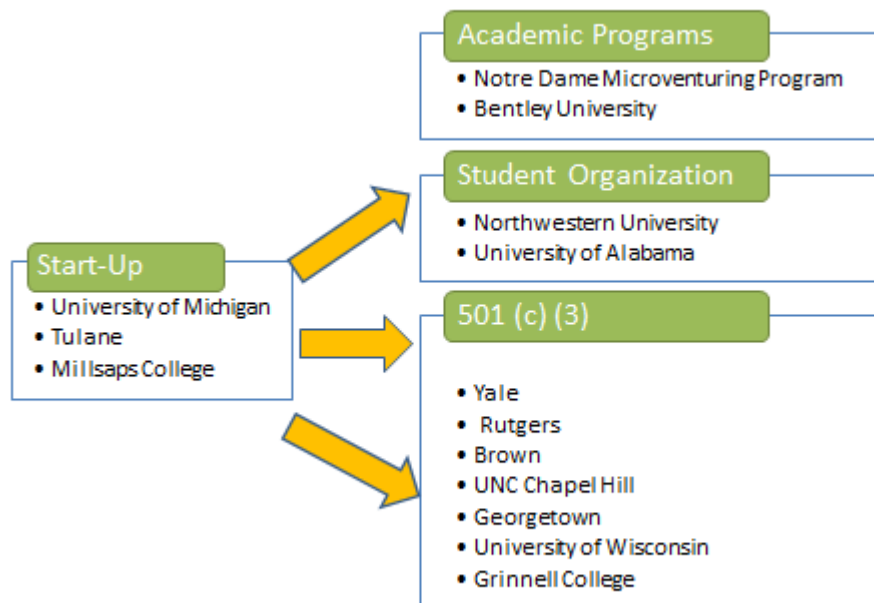 Academic Programs
• Notre Dame Microventuring Program
• Bentley University
Student Organization
• Northwestern University
• University of Alabama
Start-Up
• University of Michigan
• Tulane
• Millsaps College
501 (c) (3)
• Yale
• Rutgers
• Brown
• UNC Chapel Hill
• Georgetown
• University of Wisconsin
• Grinnell College